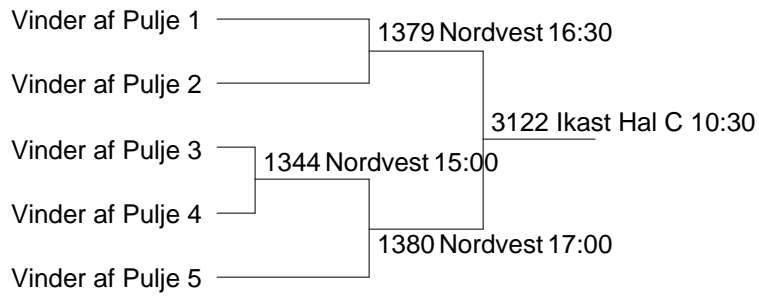 Vinder af Pulje 1
1379 Nordvest 16:30
Vinder af Pulje 2
3122 Ikast Hal C 10:30
Vinder af Pulje 3
1344 Nordvest 15:00
Vinder af Pulje 4
1380 Nordvest 17:00
Vinder af Pulje 5